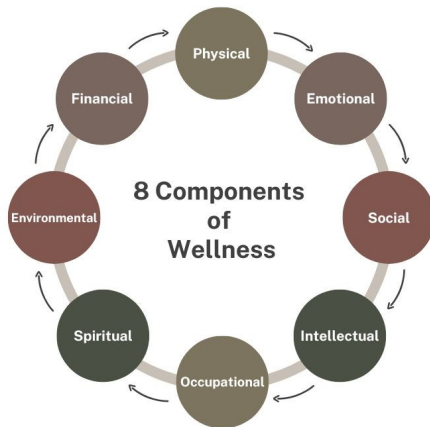 Physical
Emotional
Social
Intellectual
Occupational
Spiritual
Environmental
Financial
8 Components
of
Wellness